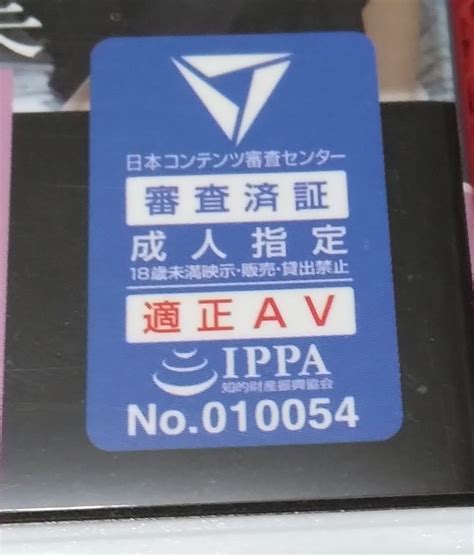 美
日本コンテンツ審査センター
審査済証
成人指定
18歳未満映示・販売・貸出禁止
適正AV
IPPA
知的財産振興協会
No.010054